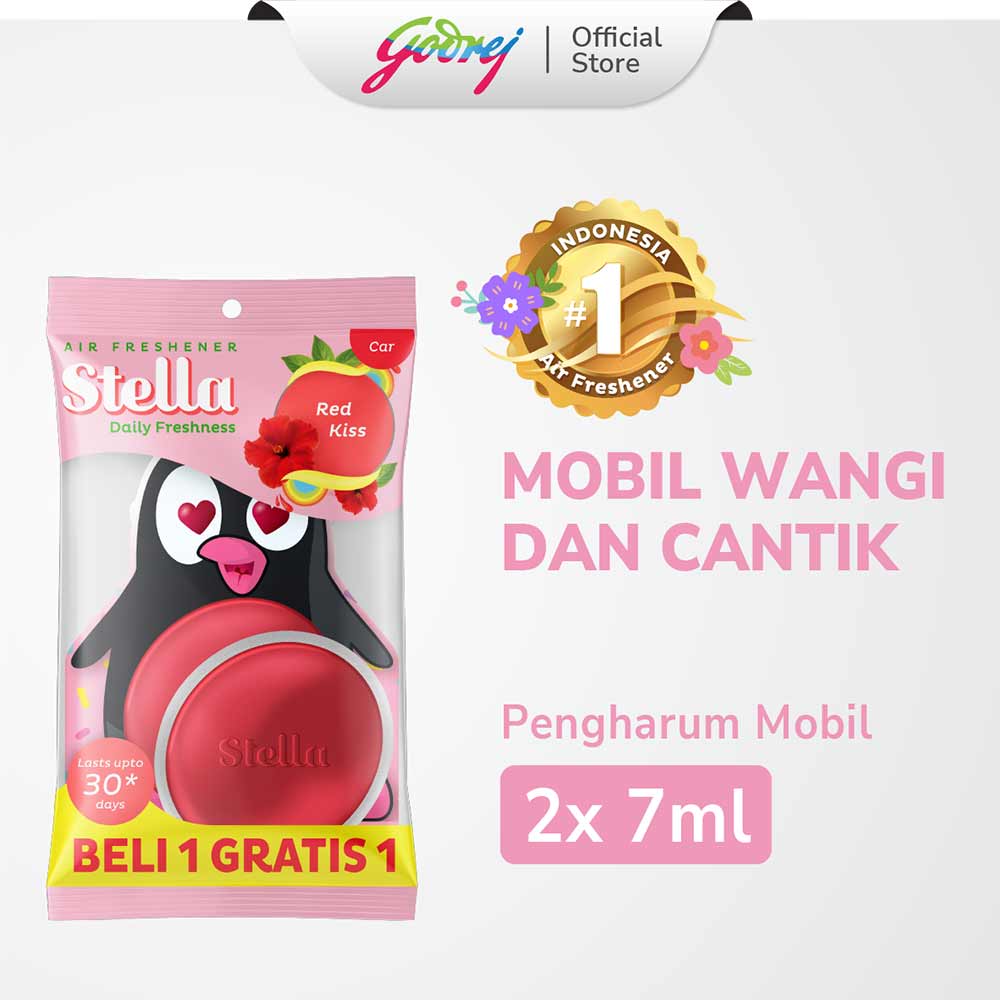 Godrej
Official
Store
INDONESIA
#1
Air Freshener
AIR FRESHENER
Stella
Daily Freshness
Car
Red
Kiss
Stella
Lasts upto
30*
days
BELI 1 GRATIS 1
MOBIL WANGI
DAN CANTIK
Pengharum Mobil
2x 7ml